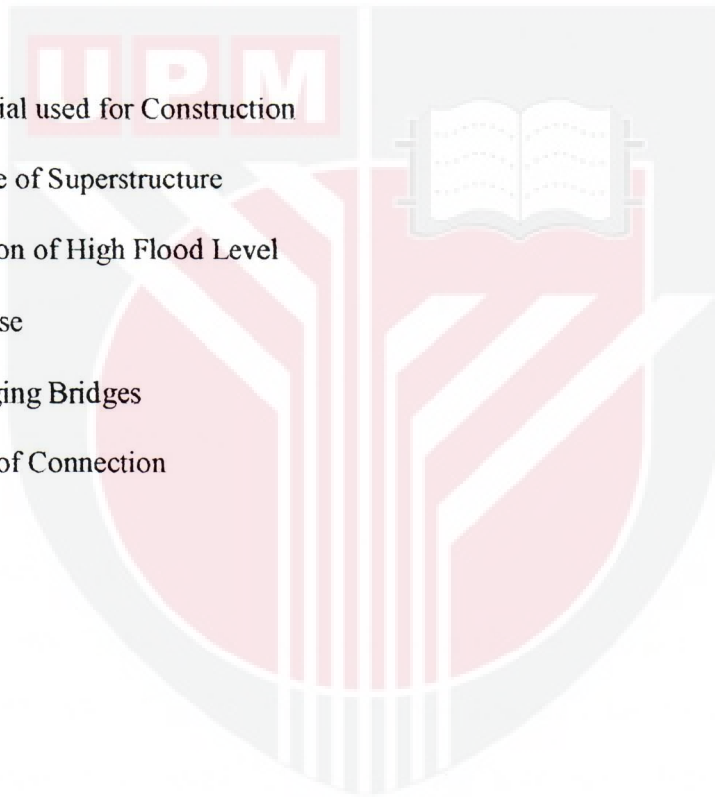 UPM
ial used for Construction
e of Superstructure
on of High Flood Level
se
ging Bridges
of Connection